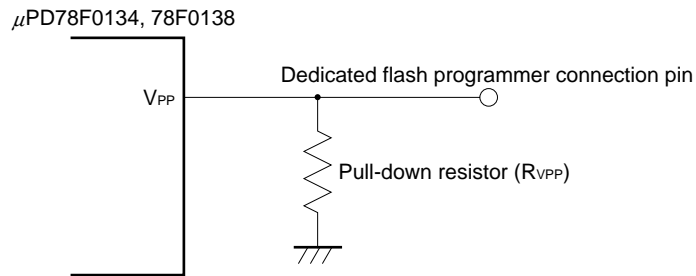 μPD78F0134, 78F0138
Dedicated flash programmer connection pin
VPP
Pull-down resistor (RVPP)